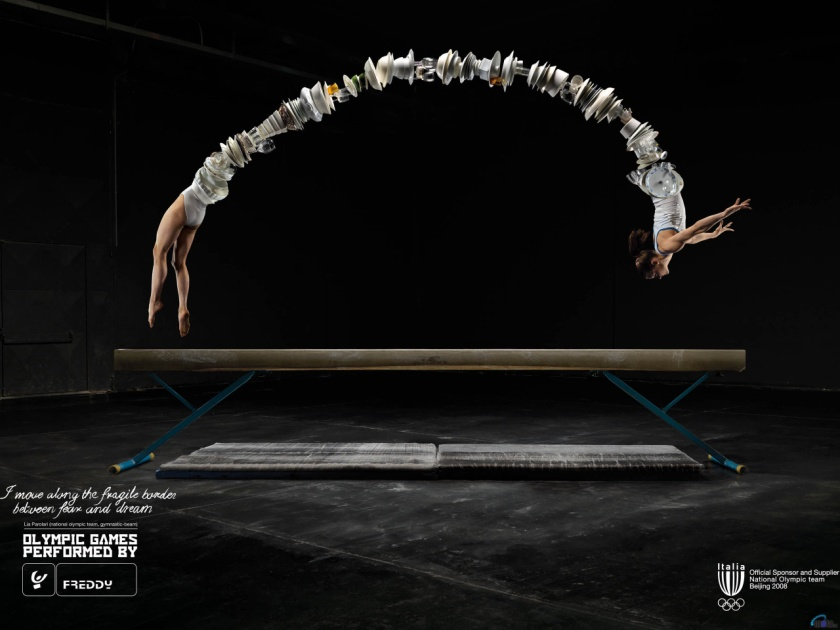 I move along the fragile border
between fear and dream
Lia Parolari (national olympic team, gymnastic-team)
OLYMPIC GAMES
PERFORMED BY
FREDDY
Italia
Official Sponsor and Supplier
National Olympic team
Beijing 2008